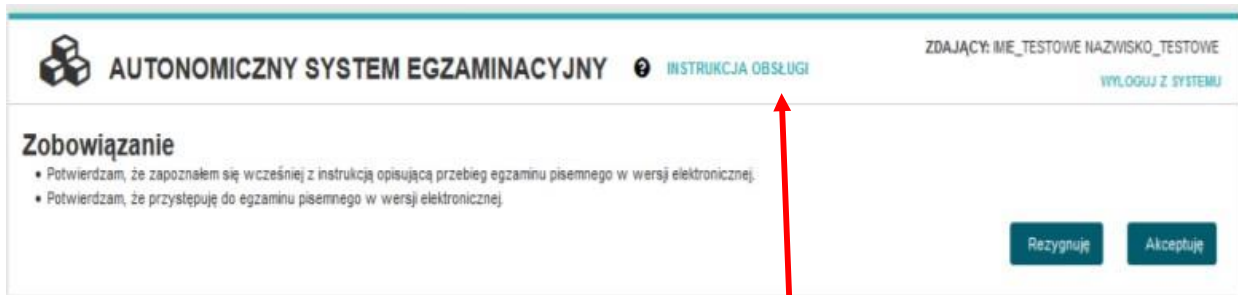 AUTONOMICZNY SYSTEM EGZAMINACYJNY ? INSTRUKCJA OBSŁUGI
ZDAJĄCY: IMIE_TESTOWE NAZWISKO_TESTOWE
WYLOGUJ Z SYSTEMU
Zobowiązanie
• Potwierdzam, że zapoznałem się wcześniej z instrukcją opisującą przebieg egzaminu pisemnego w wersji elektronicznej.
• Potwierdzam, że przystępuję do egzaminu pisemnego w wersji elektronicznej.
Rezygnuję Akceptuję